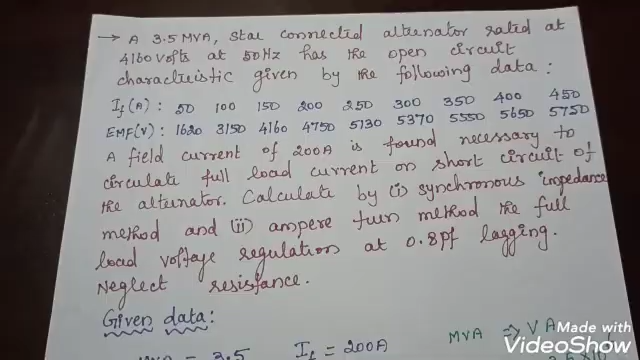 → A 3.5 MVA, star connected alternator rated at
4160 volts at 50Hz has the open circuit
characteristic given by the following data:
If(A): 50 100 150 200 250 300 350 400 450
EMF(V): 1620 3150 4160 4750 5130 5370 5550 5650 5750
A field current of 200A is found necessary to
circulate full load current on short circuit of
the alternator. Calculate by (i) synchronous impedance
method and (ii) ampere turn method the full
load voltage regulation at 0.8pf lagging.
Neglect resistance.
Given data:
MVA = 3.5 If = 200A MVA ⇒ VA
Made with
VideoShow